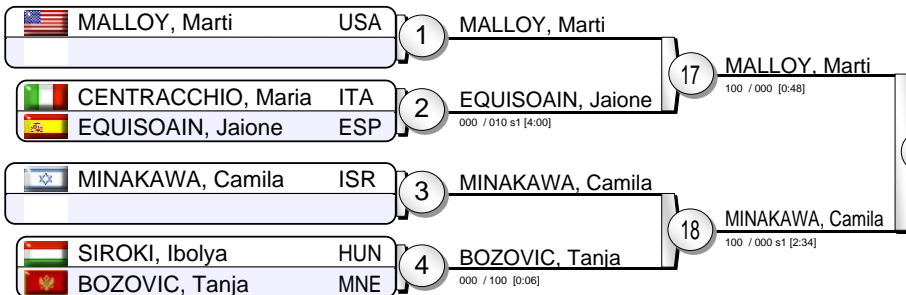 MALLOY, Marti USA
1
MALLOY, Marti
17
MALLOY, Marti
100 / 000 [0:48]
CENTRACCHIO, Maria ITA
EQUISOAIN, Jaione ESP
2
EQUISOAIN, Jaione
000 / 010 s1 [4:00]
MINAKAWA, Camila ISR
3
MINAKAWA, Camila
18
MINAKAWA, Camila
100 / 000 s1 [2:34]
SIROKI, Ibolya HUN
BOZOVIC, Tanja MNE
4
BOZOVIC, Tanja
000 / 100 [0:06]